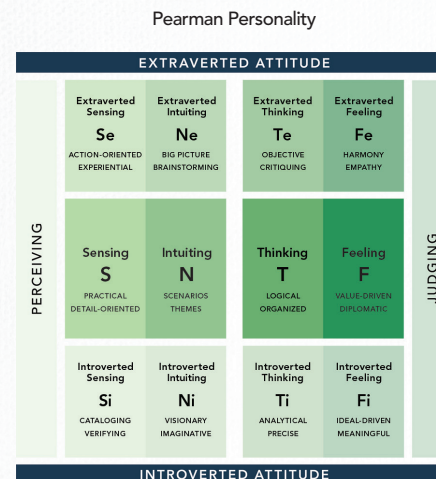 Pearman Personality
EXTRAVERTED ATTITUDE
PERCEIVING
Extraverted
Sensing
Se
ACTION-ORIENTED
EXPERIENTIAL
Extraverted
Intuiting
Ne
BIG PICTURE
BRAINSTORMING
Extraverted
Thinking
Te
OBJECTIVE
CRITIQUING
Extraverted
Feeling
Fe
HARMONY
EMPATHY
Sensing
S
PRACTICAL
DETAIL-ORIENTED
Intuiting
N
SCENARIOS
THEMES
Thinking
T
LOGICAL
ORGANIZED
Feeling
F
VALUE-DRIVEN
DIPLOMATIC
Introverted
Sensing
Si
CATALOGING
VERIFYING
Introverted
Intuiting
Ni
VISIONARY
IMAGINATIVE
Introverted
Thinking
Ti
ANALYTICAL
PRECISE
Introverted
Feeling
Fi
IDEAL-DRIVEN
MEANINGFUL
JUDGING
INTROVERTED ATTITUDE